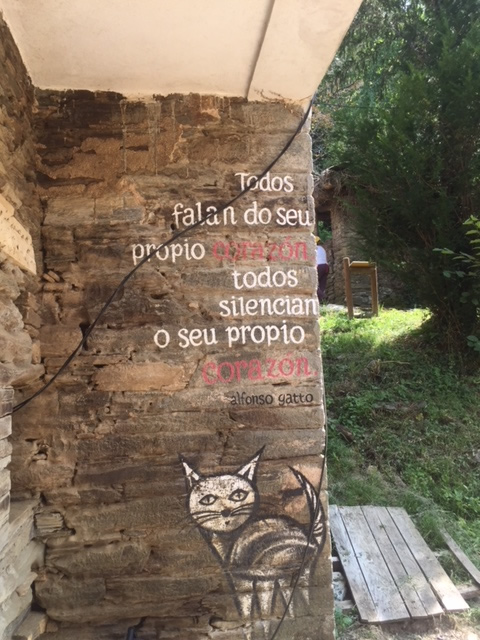 Todos
falan do seu
propio corazón
todos
silencian
o seu propio
corazón
alfonso gatto